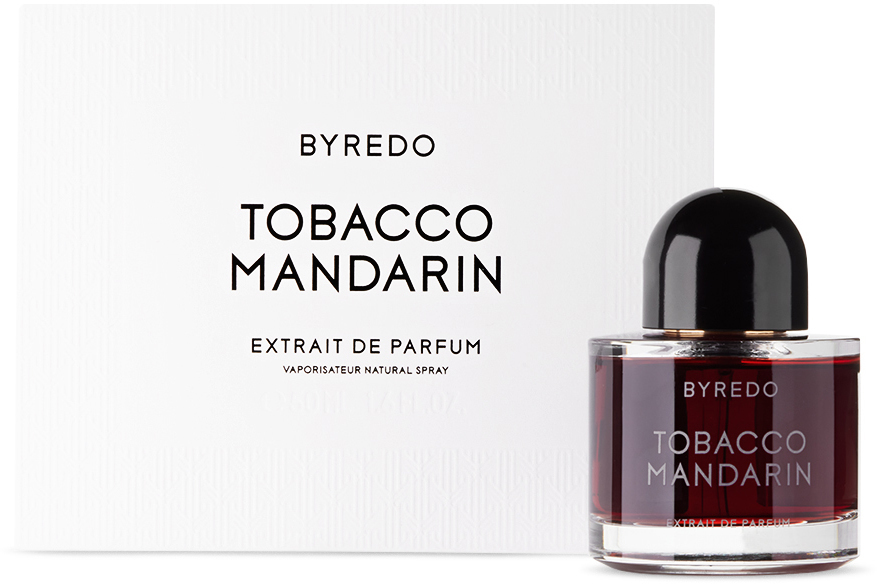 BYREDO
TOBACCO
MANDARIN
EXTRAIT DE PARFUM
VAPORISATEUR NATURAL SPRAY
BYREDO
TOBACCO
MANDARIN
EXTRAIT DE PARFUM